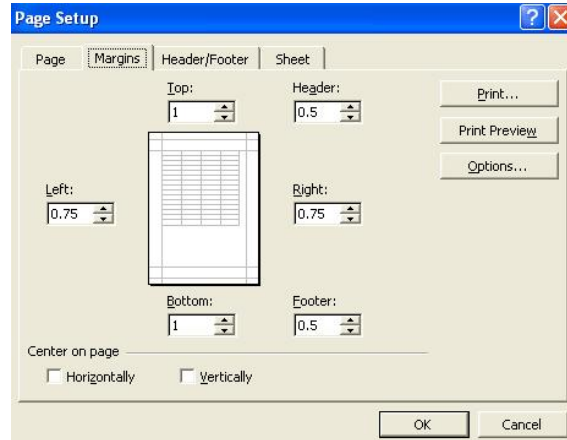 Page Setup
Page Margins Header/Footer Sheet
Top: Header:
1 0.5
Print...
Print Preview
Options...
Left: Right:
0.75 0.75
Bottom: Footer:
1 0.5
Center on page
Horizontally Vertically
OK Cancel